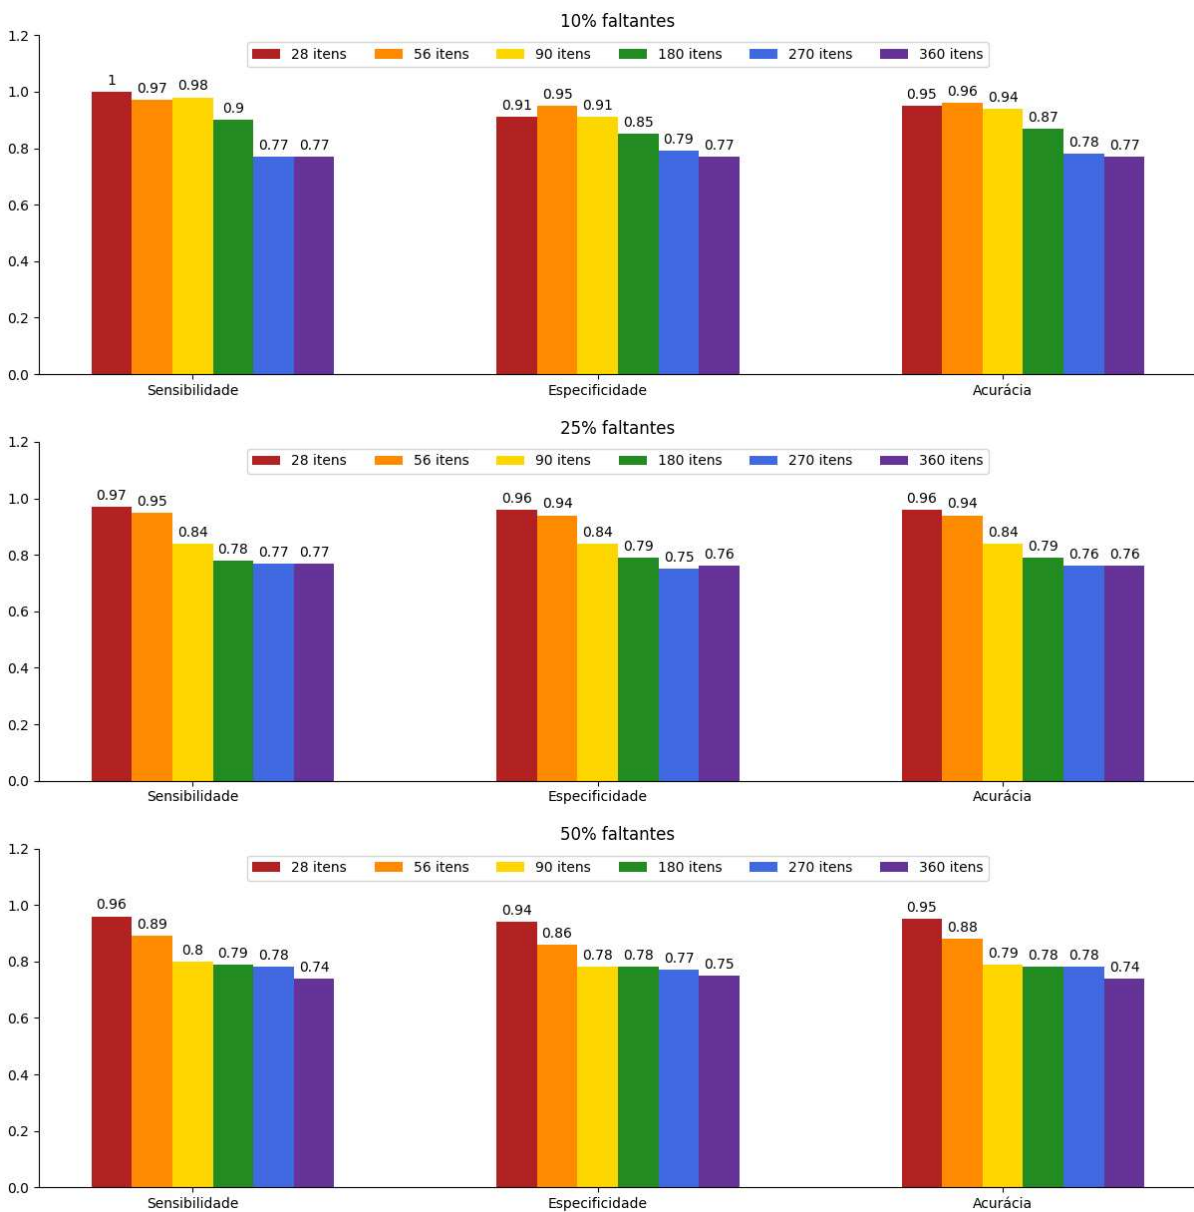 10% faltantes
28 itens 56 itens 90 itens 180 itens 270 itens 360 itens
1.2
1.0
0.8
0.6
0.4
0.2
0.0
1 0.97 0.98 0.9 0.77 0.77
0.91 0.95 0.91 0.85 0.79 0.77
0.95 0.96 0.94 0.87 0.78 0.77
Sensibilidade Especificidade Acurácia
25% faltantes
28 itens 56 itens 90 itens 180 itens 270 itens 360 itens
1.2
1.0
0.8
0.6
0.4
0.2
0.0
0.97 0.95 0.84 0.78 0.77 0.77
0.96 0.94 0.84 0.79 0.75 0.76
0.96 0.94 0.84 0.79 0.76 0.76
Sensibilidade Especificidade Acurácia
50% faltantes
28 itens 56 itens 90 itens 180 itens 270 itens 360 itens
1.2
1.0
0.8
0.6
0.4
0.2
0.0
0.96 0.89 0.8 0.79 0.78 0.74
0.94 0.86 0.78 0.78 0.77 0.75
0.95 0.88 0.79 0.78 0.78 0.74
Sensibilidade Especificidade Acurácia